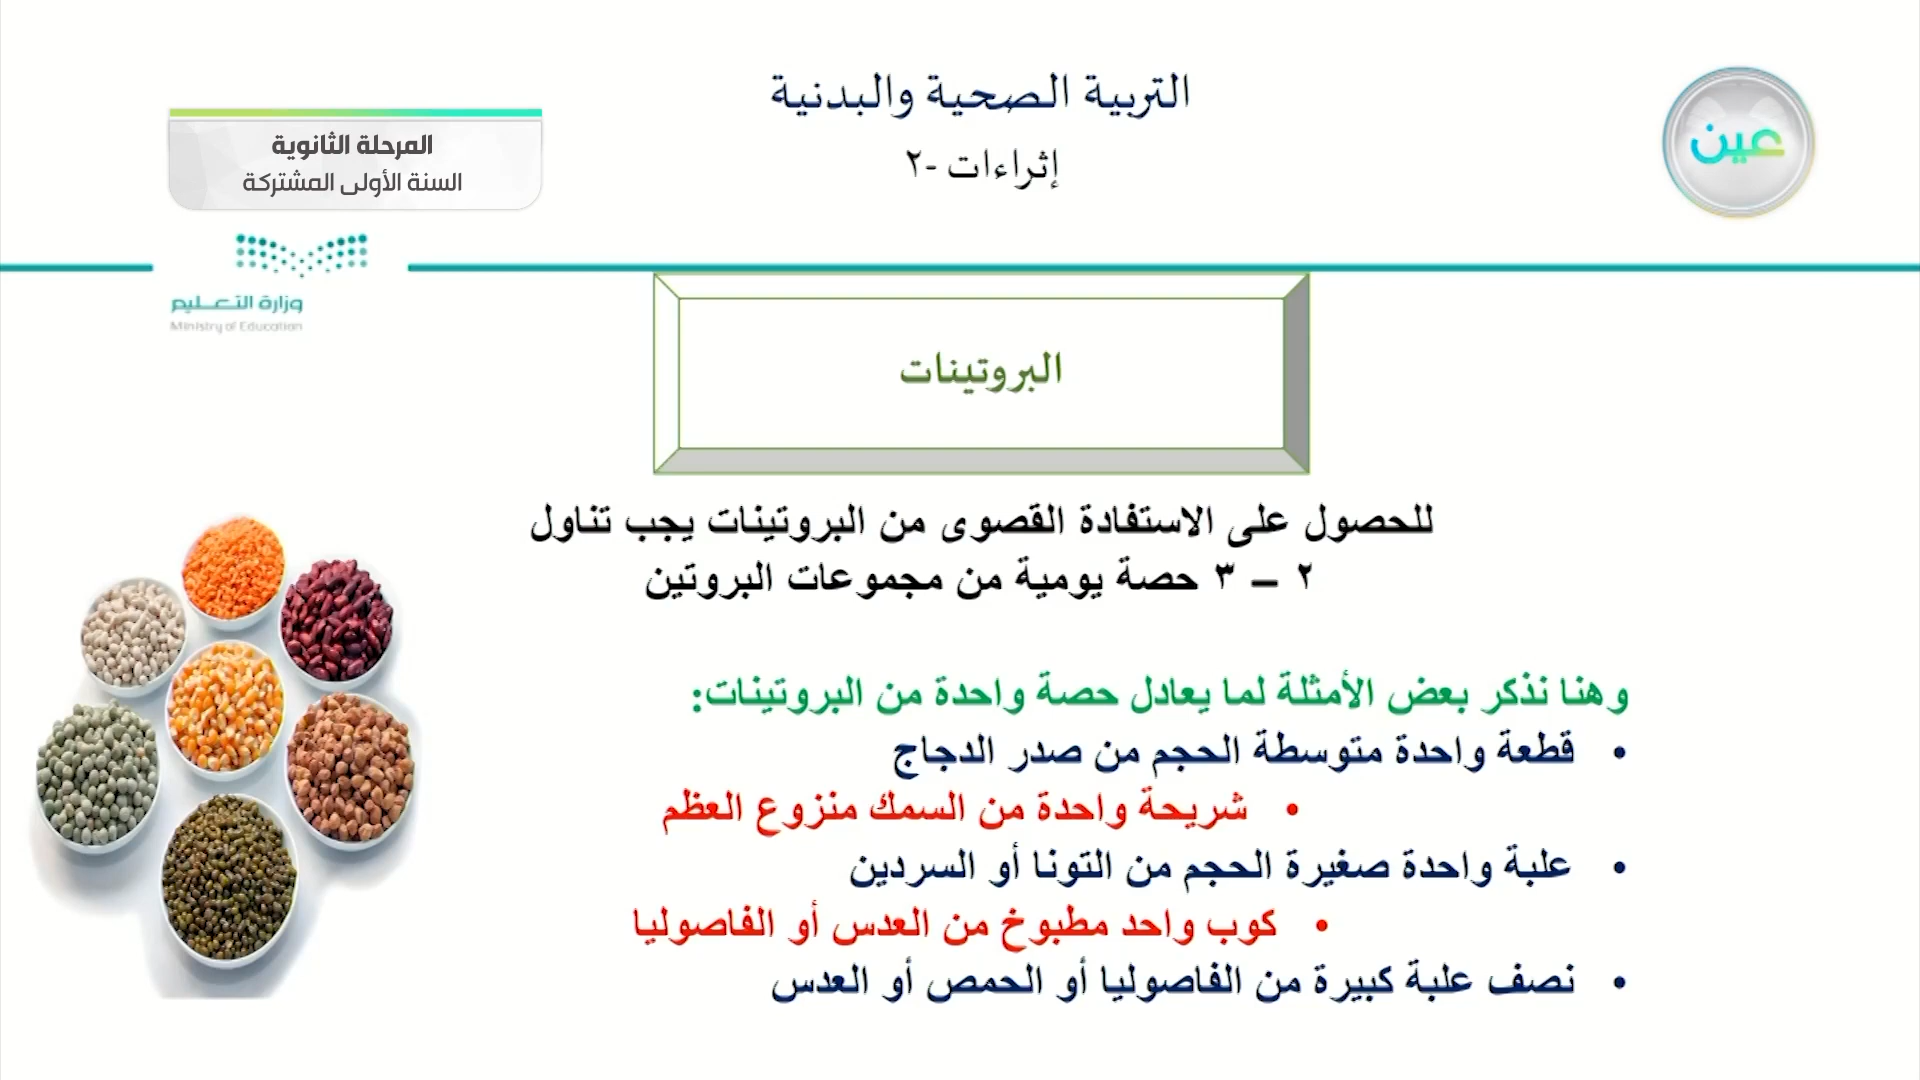 التربية الصحية والبدنية
إثراءات -٢
المرحلة الثانوية
السنة الأولى المشتركة
عين
وزارة التعليم
Ministry of Education
البروتينات
للحصول على الاستفادة القصوى من البروتينات يجب تناول
٢ – ٣ حصة يومية من مجموعات البروتين
وهنا نذكر بعض الأمثلة لما يعادل حصة واحدة من البروتينات:
• قطعة واحدة متوسطة الحجم من صدر الدجاج
• شريحة واحدة من السمك منزوع العظم
• علبة واحدة صغيرة الحجم من التونا أو السردين
• كوب واحد مطبوخ من العدس أو الفاصوليا
• نصف علبة كبيرة من الفاصوليا أو الحمص أو العدس